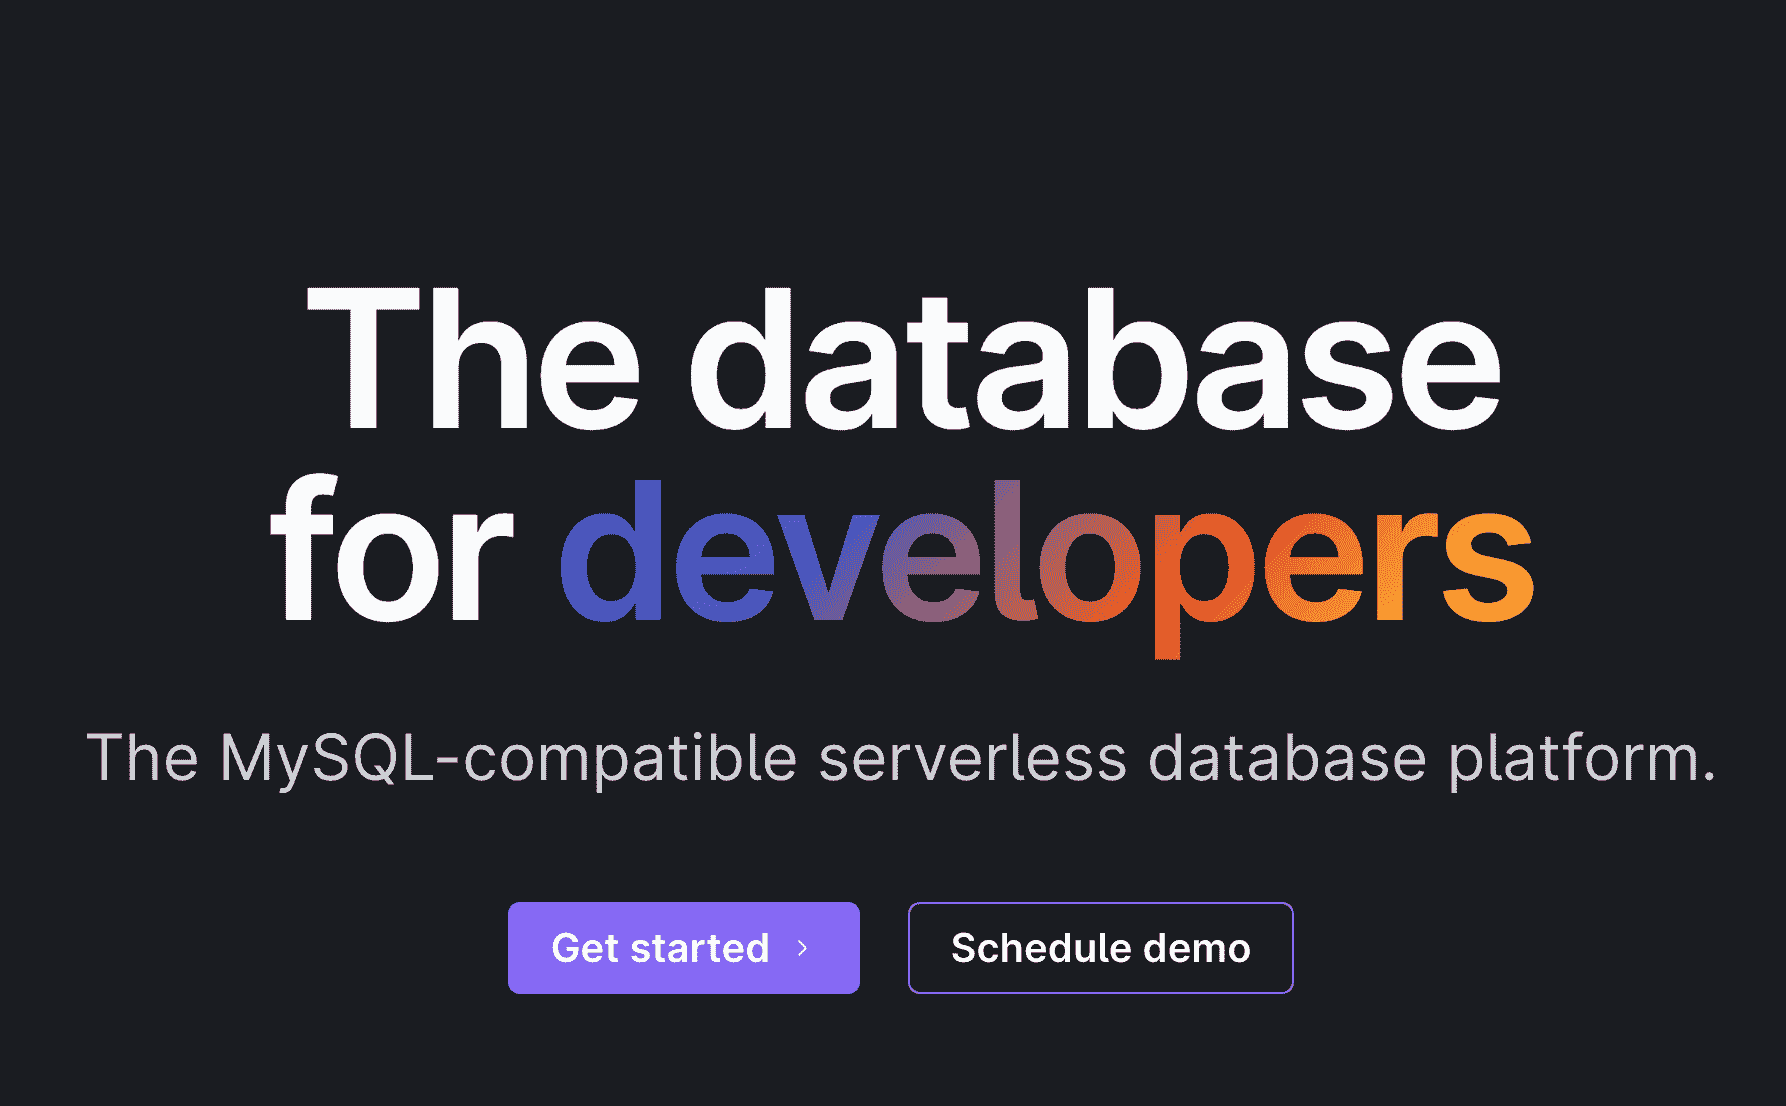 The database
for developers
The MySQL-compatible serverless database platform.
Get started
Schedule demo